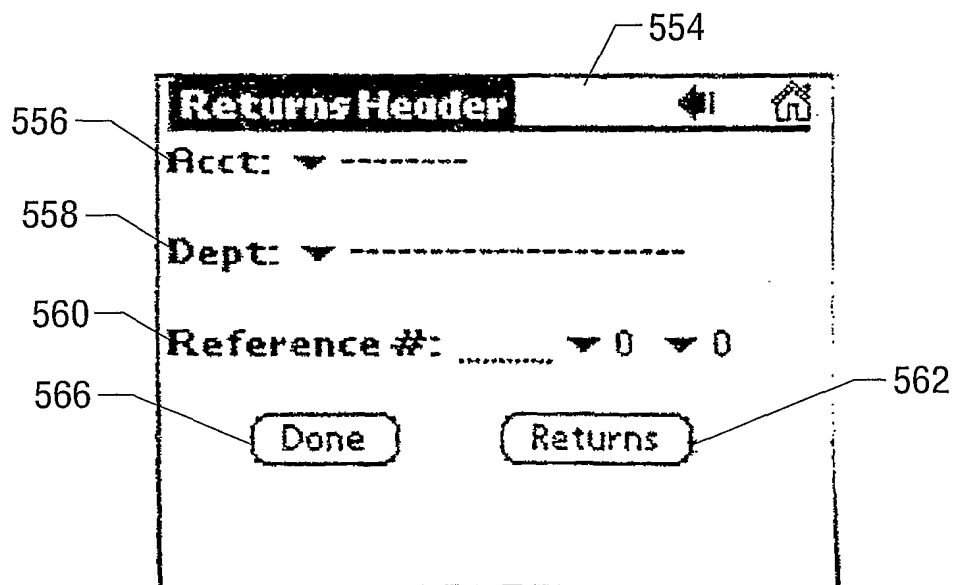 554
Returns Header
556
Acct: -------
558
Dept: ------------------
560
Reference #: ........ 0 0
566
562
Done Returns